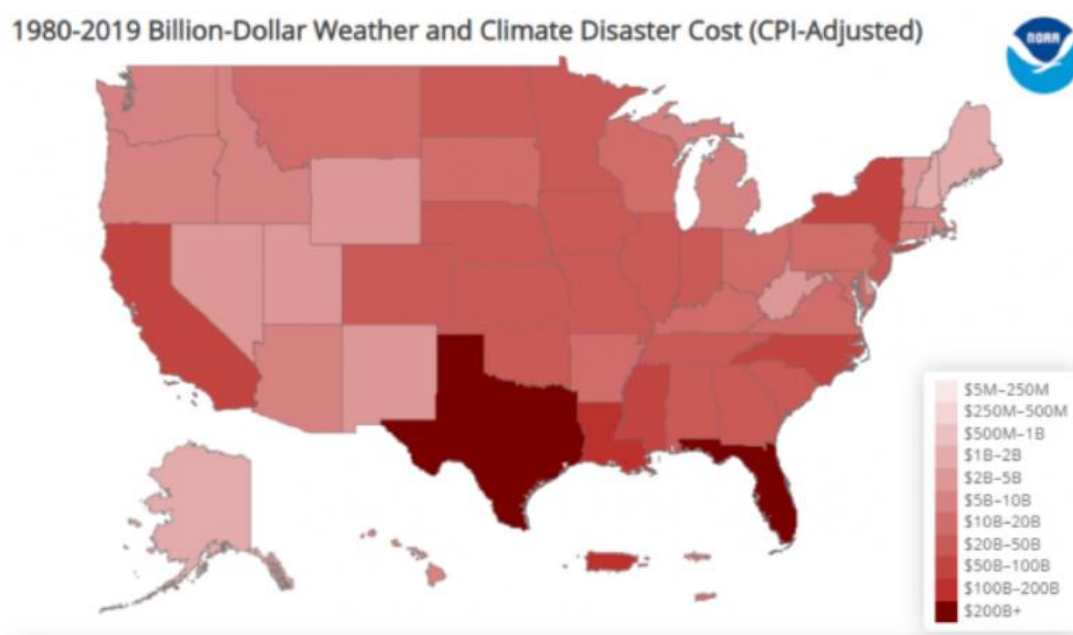 1980-2019 Billion-Dollar Weather and Climate Disaster Cost (CPI-Adjusted)
NOAA
$5M–250M
$250M–500M
$500M–1B
$1B–2B
$2B–5B
$5B–10B
$10B–20B
$20B–50B
$50B–100B
$100B–200B
$200B+